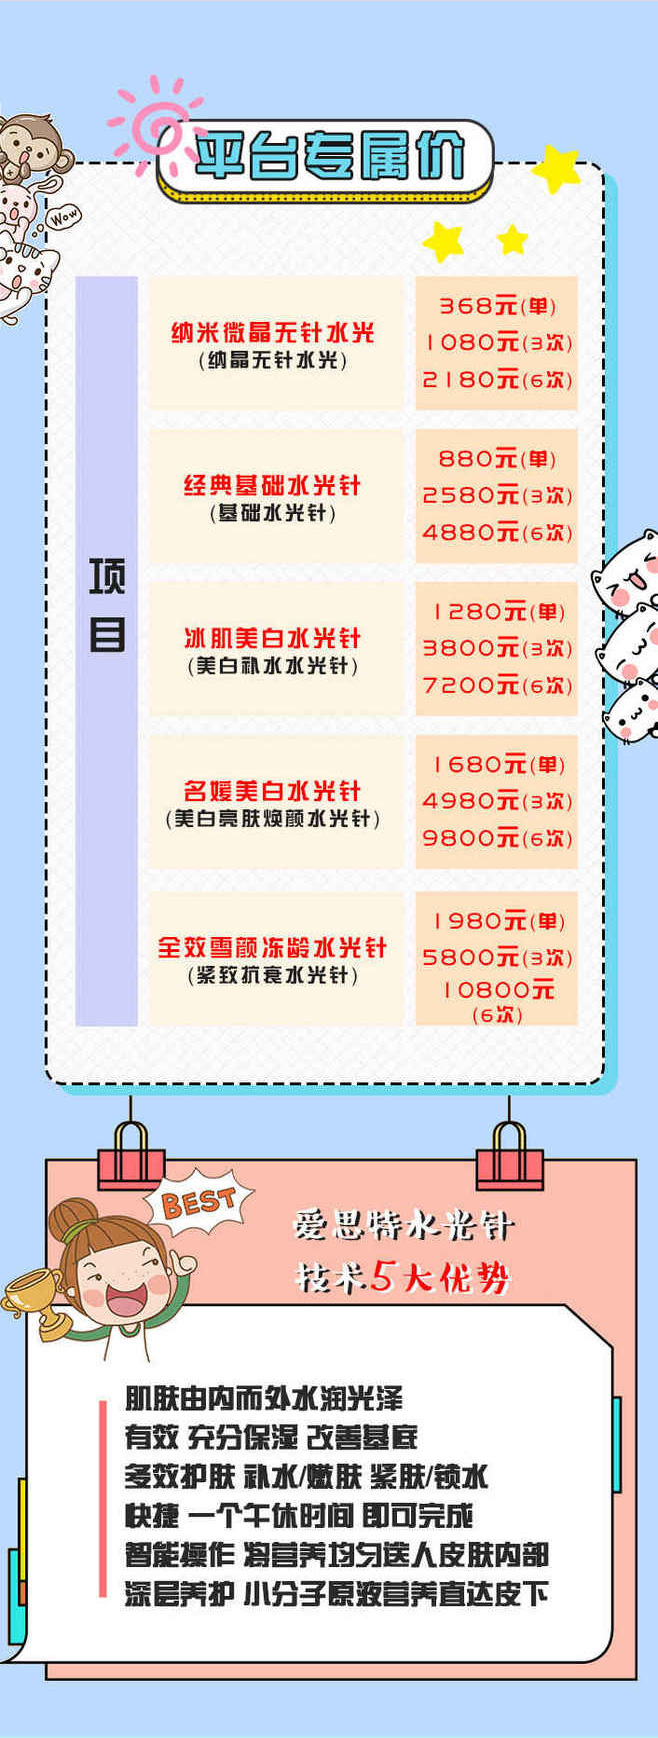 平台专属价
Wow
项目
纳米微晶无针水光
(纳晶无针水光)
368元(单)
1080元(3次)
2180元(6次)
经典基础水光针
(基础水光针)
880元(单)
2580元(3次)
4880元(6次)
冰肌美白水光针
(美白补水水光针)
1280元(单)
3800元(3次)
7200元(6次)
名媛美白水光针
(美白亮肤焕颜水光针)
1680元(单)
4980元(3次)
9800元(6次)
全效雪颜冻龄水光针
(紧致抗衰水光针)
1980元(单)
5800元(3次)
10800元
(6次)
BEST
爱思特水光针
技术5大优势
肌肤由内而外水润光泽
有效 充分保湿 改善基底
多效护肤 补水/嫩肤 紧肤/锁水
快捷 一个午休时间 即可完成
智能操作 将营养均匀送人皮肤内部
深层养护 小分子原液营养直达皮下